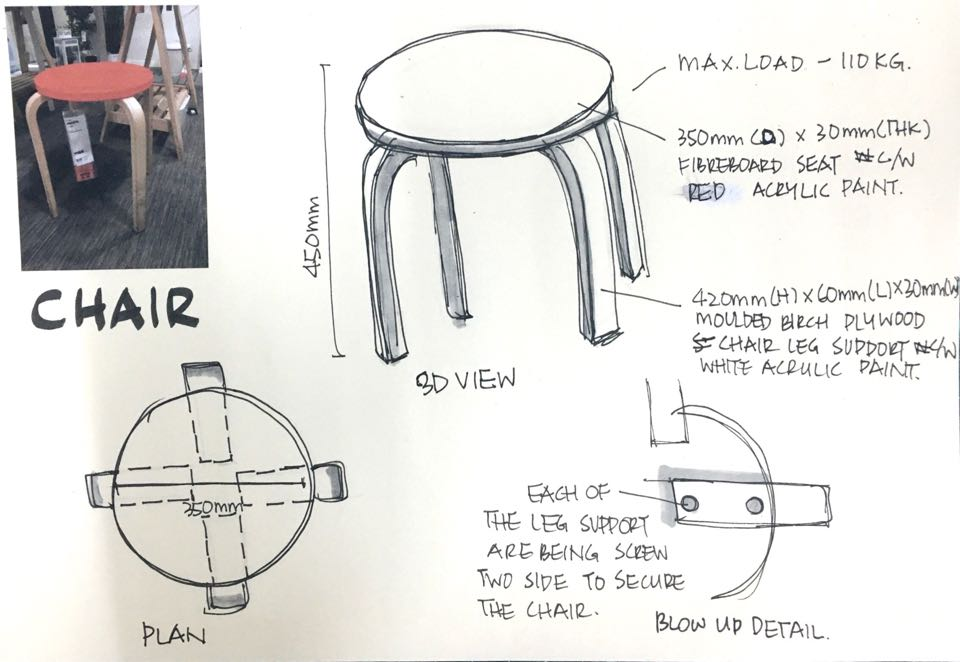 CHAIR
450mm
3D VIEW
MAX. LOAD - 110KG.
350mm (D) x 30mm (THK)
FIBREBOARD SEAT C/W
RED ACRYLIC PAINT.
420mm (H) x 60mm (L) x 30mm (W)
MOULDED BIRCH PLYWOOD
CHAIR LEG SUPPORT C/W
WHITE ACRYLIC PAINT.
350mm
PLAN
EACH OF
THE LEG SUPPORT
ARE BEING SCREW
TWO SIDE TO SECURE
THE CHAIR.
BLOW UP DETAIL.